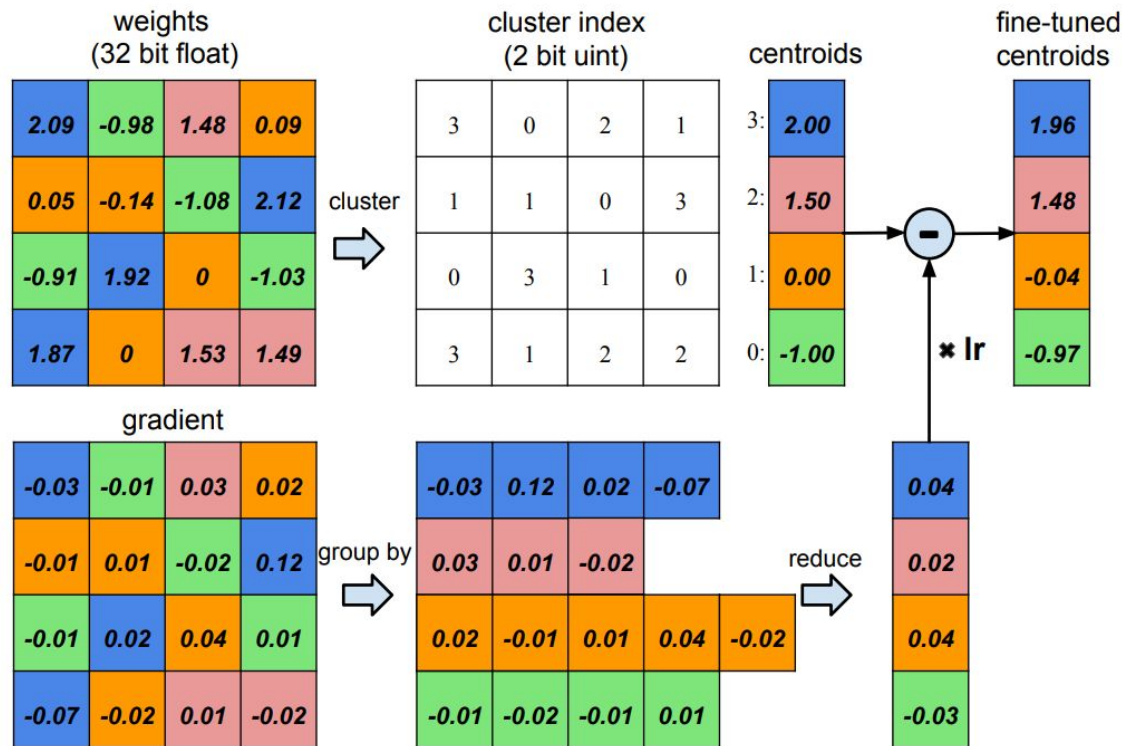 weights
(32 bit float)
cluster index
(2 bit uint)
centroids
fine-tuned
centroids
2.09 -0.98 1.48 0.09
3 0 2 1
3: 2.00
1.96
0.05 -0.14 -1.08 2.12
cluster
1 1 0 3
2: 1.50
1.48
-0.91 1.92 0 -1.03
0 3 1 0
1: 0.00
-0.04
1.87 0 1.53 1.49
3 1 2 2
0: -1.00
-0.97
-
× lr
gradient
-0.03 -0.01 0.03 0.02
-0.03 0.12 0.02 -0.07
0.04
-0.01 0.01 -0.02 0.12
group by
0.03 0.01 -0.02
reduce
0.02
-0.01 0.02 0.04 0.01
0.02 -0.01 0.01 0.04 -0.02
0.04
-0.07 -0.02 0.01 -0.02
-0.01 -0.02 -0.01 0.01
-0.03